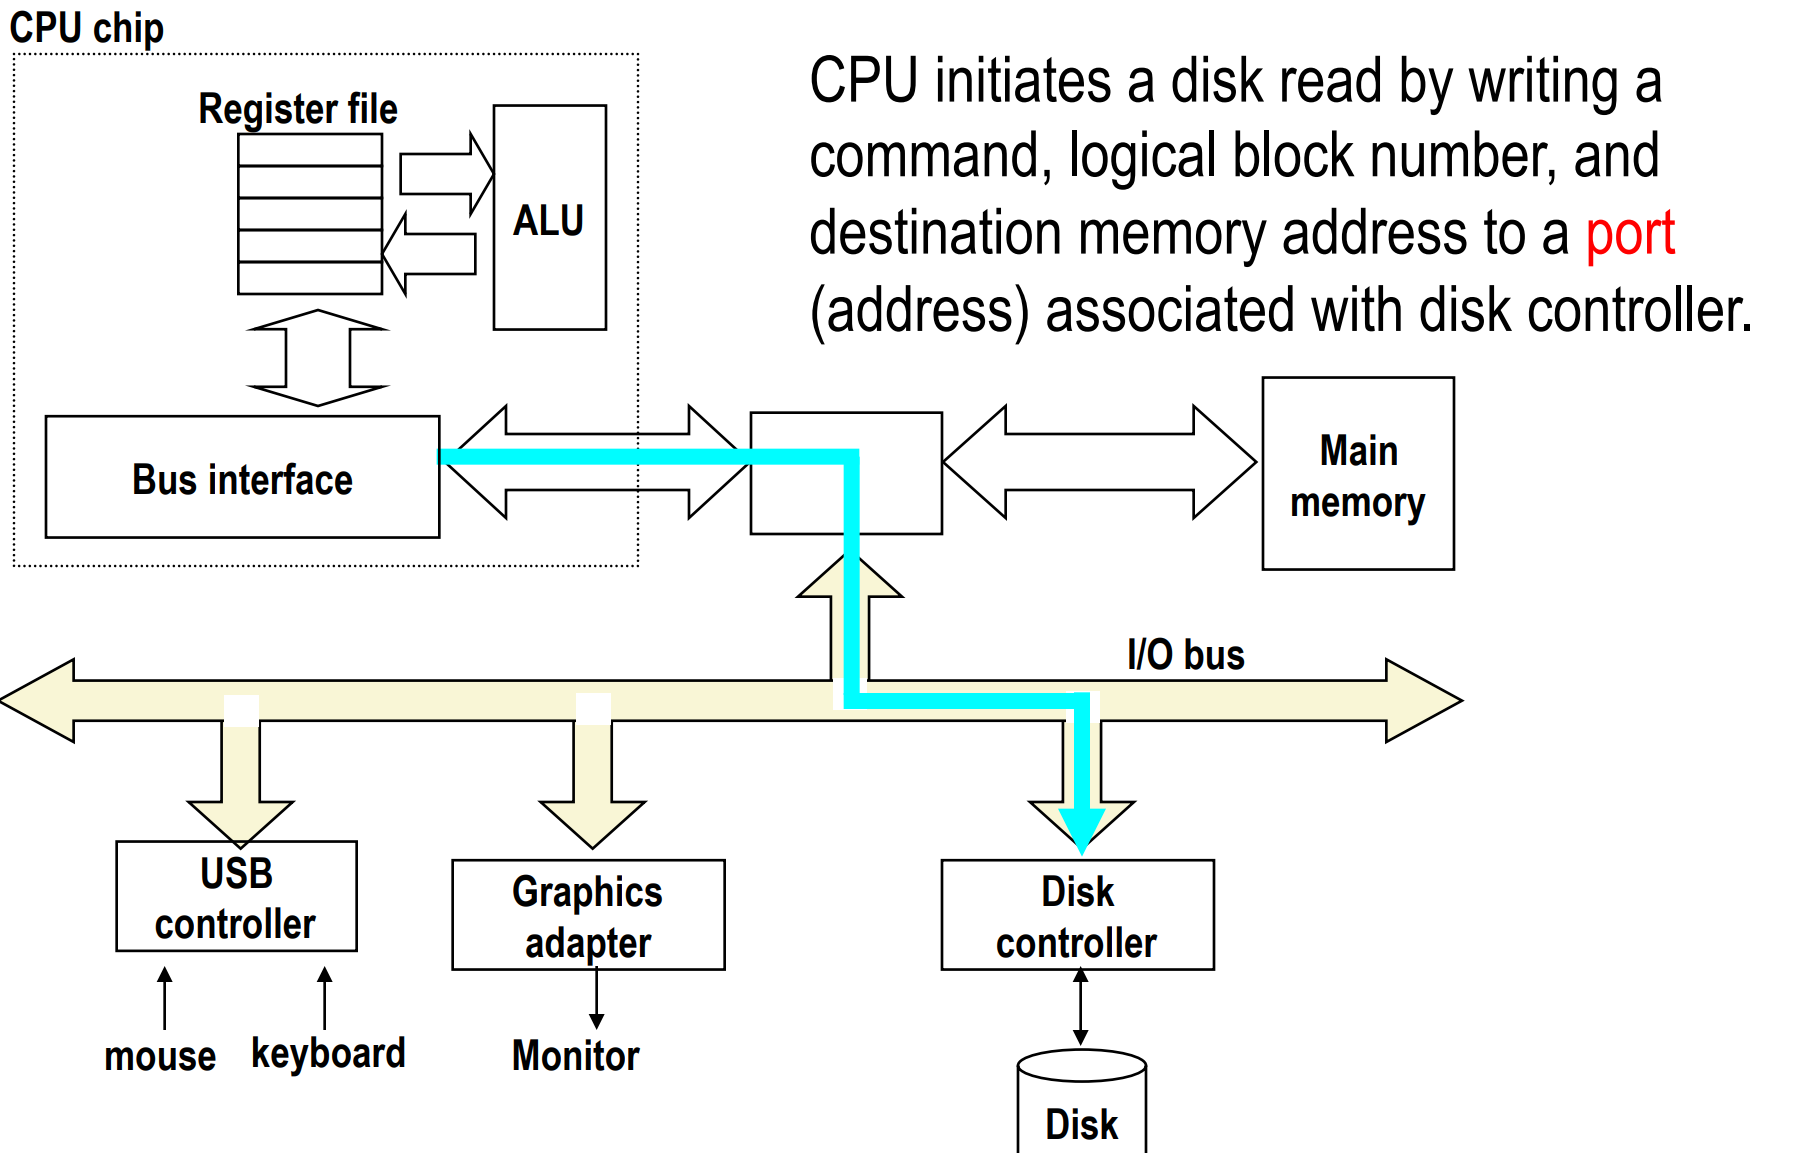 CPU chip
CPU initiates a disk read by writing a
command, logical block number, and
destination memory address to a port
(address) associated with disk controller.
Register file
ALU
Bus interface
Main
memory
I/O bus
USB
controller
Graphics
adapter
Disk
controller
mouse
keyboard
Monitor
Disk